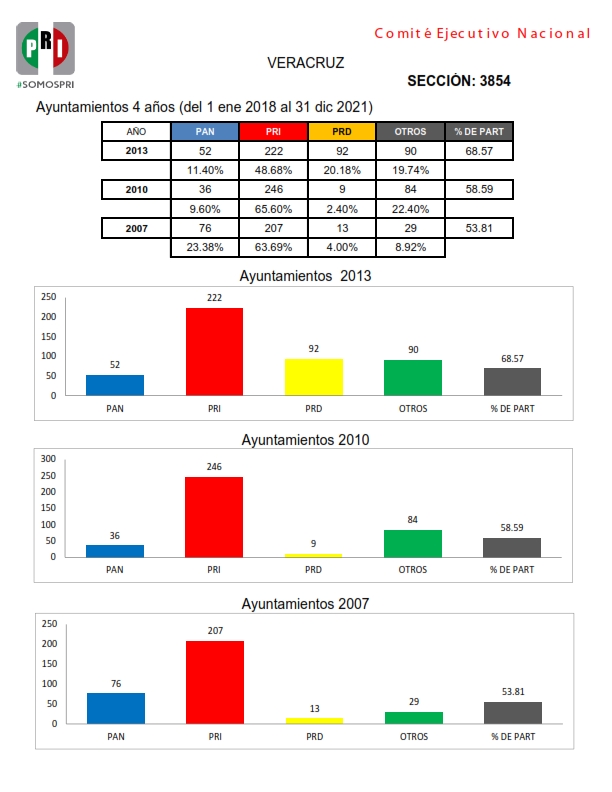 Comité Ejecutivo Nacional
PRI
#SOMOSPRI
VERACRUZ
SECCIÓN: 3854
Ayuntamientos 4 años (del 1 ene 2018 al 31 dic 2021)
AÑO PAN PRI PRD OTROS % DE PART
2013 52 222 92 90 68.57
11.40% 48.68% 20.18% 19.74%
2010 36 246 9 84 58.59
9.60% 65.60% 2.40% 22.40%
2007 76 207 13 29 53.81
23.38% 63.69% 4.00% 8.92%
Ayuntamientos 2013
250
200
150
100
50
0
52 222 92 90 68.57
PAN PRI PRD OTROS % DE PART
Ayuntamientos 2010
300
250
200
150
100
50
0
36 246 9 84 58.59
PAN PRI PRD OTROS % DE PART
Ayuntamientos 2007
250
200
150
100
50
0
76 207 13 29 53.81
PAN PRI PRD OTROS % DE PART